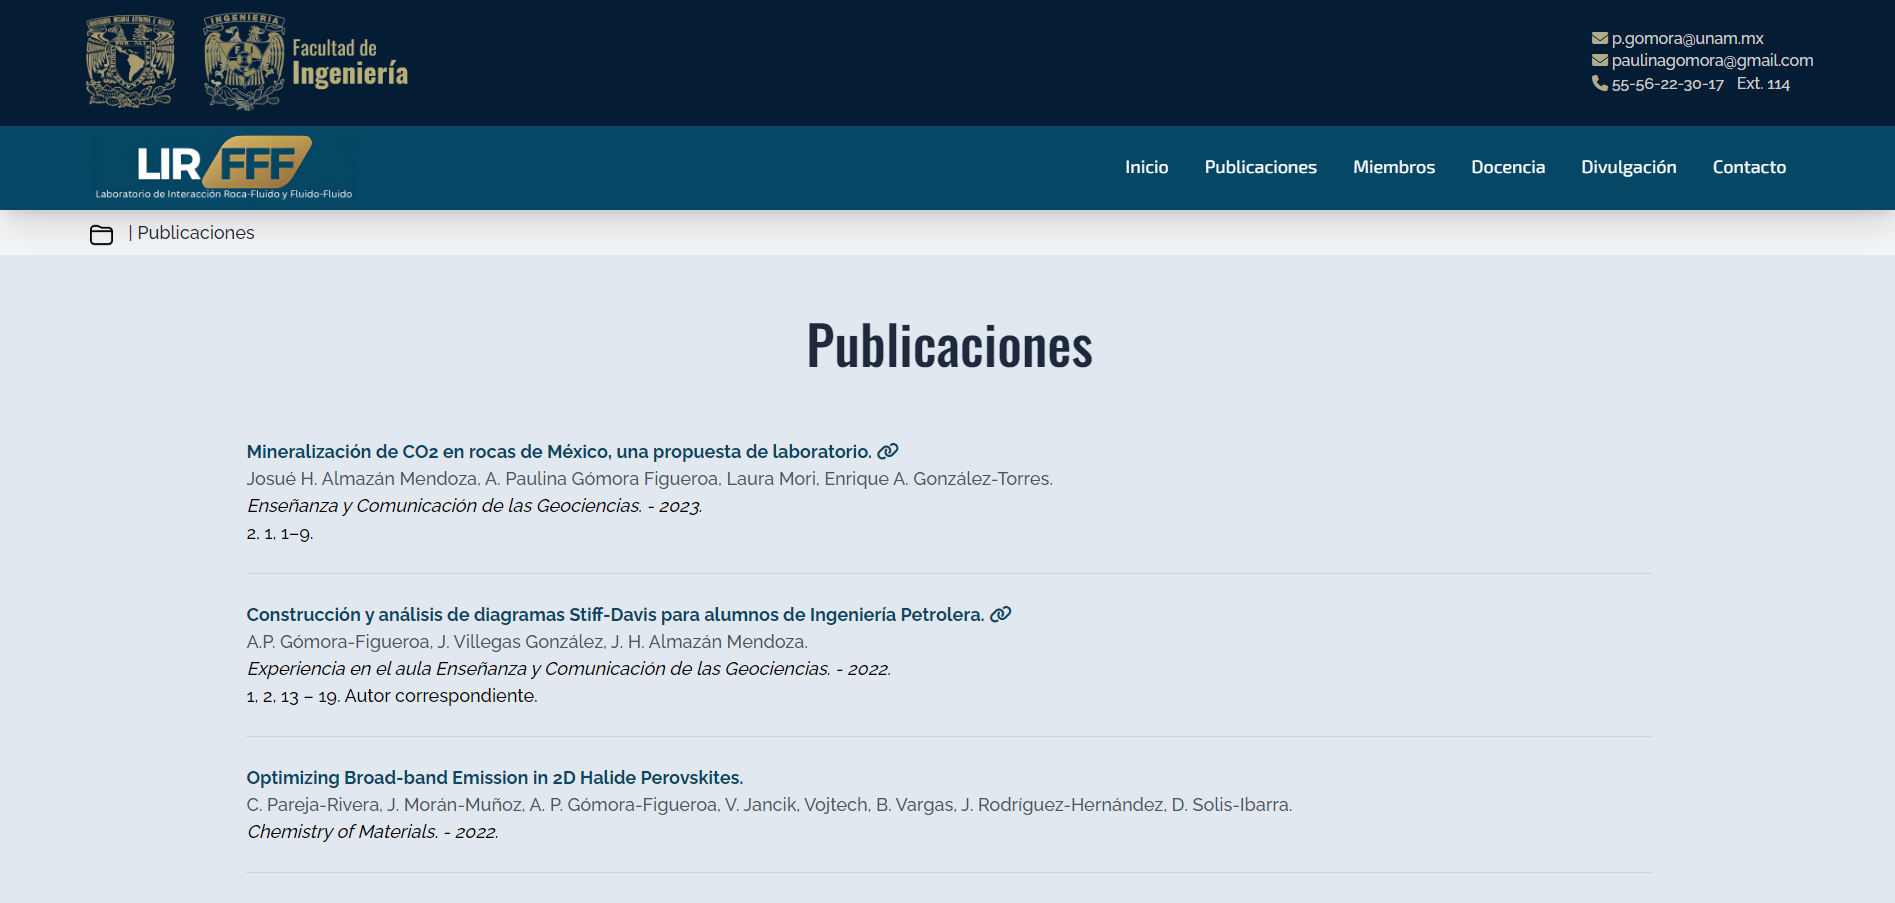 INGENIERIA
Facultad de
Ingeniería
p.gomora@unam.mx
paulinagomora@gmail.com
55-56-22-30-17 Ext. 114
LIR FFF
Laboratorio de Interacción Roca-Fluido y Fluido-Fluido
Inicio Publicaciones Miembros Docencia Divulgación Contacto
| Publicaciones
Publicaciones
Mineralización de CO2 en rocas de México, una propuesta de laboratorio.
Josué H. Almazán Mendoza, A. Paulina Gómora Figueroa, Laura Mori, Enrique A. González-Torres.
Enseñanza y Comunicación de las Geociencias. - 2023.
2, 1, 1–9.
Construcción y análisis de diagramas Stiff-Davis para alumnos de Ingeniería Petrolera.
A.P. Gómora-Figueroa, J. Villegas González, J. H. Almazán Mendoza.
Experiencia en el aula Enseñanza y Comunicación de las Geociencias. - 2022.
1, 2, 13 – 19. Autor correspondiente.
Optimizing Broad-band Emission in 2D Halide Perovskites.
C. Pareja-Rivera, J. Morán-Muñoz, A. P. Gómora-Figueroa, V. Jancik, Vojtech, B. Vargas, J. Rodríguez-Hernández, D. Solis-Ibarra.
Chemistry of Materials. - 2022.